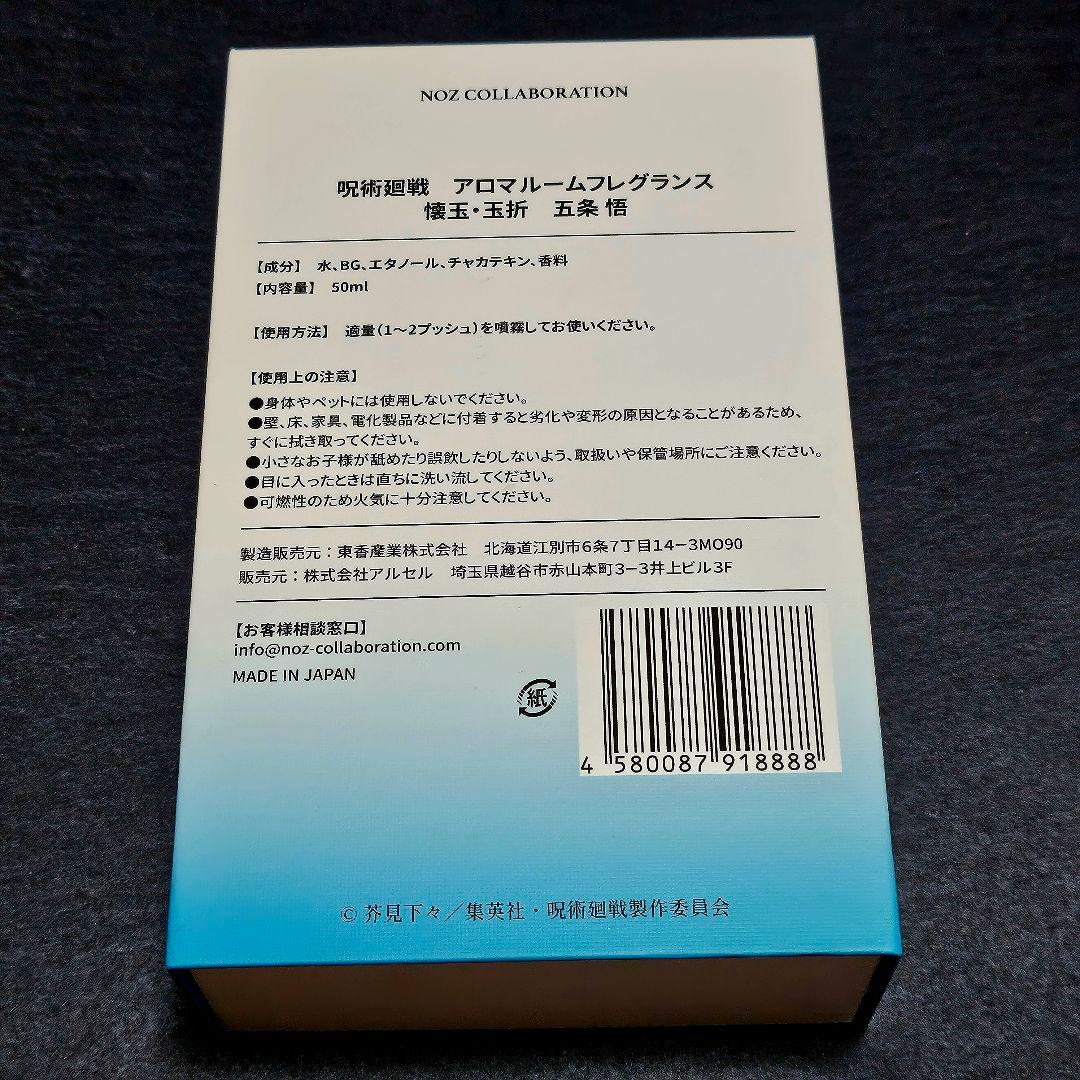 NOZ COLLABORATION
呪術廻戦　アロマルームフレグランス
懐玉・玉折　五条 悟
【成分】　水、BG、エタノール、チャカテキン、香料
【内容量】　50ml
【使用方法】　適量（1〜2プッシュ）を噴霧してお使いください。
【使用上の注意】
●身体やペットには使用しないでください。
●壁、床、家具、電化製品などに付着すると劣化や変形の原因となることがあるため、
すぐに拭き取ってください。
●小さなお子様が舐めたり誤飲したりしないよう、取扱いや保管場所にご注意ください。
●目に入ったときは直ちに洗い流してください。
●可燃性のため火気に十分注意してください。
製造販売元：東香産業株式会社　北海道江別市6条7丁目14−3MO90
販売元：株式会社アルセル　埼玉県越谷市赤山本町3−3井上ビル3F
【お客様相談窓口】
info@noz-collaboration.com
MADE IN JAPAN
紙
4 580087 918888
© 芥見下々／集英社・呪術廻戦製作委員会